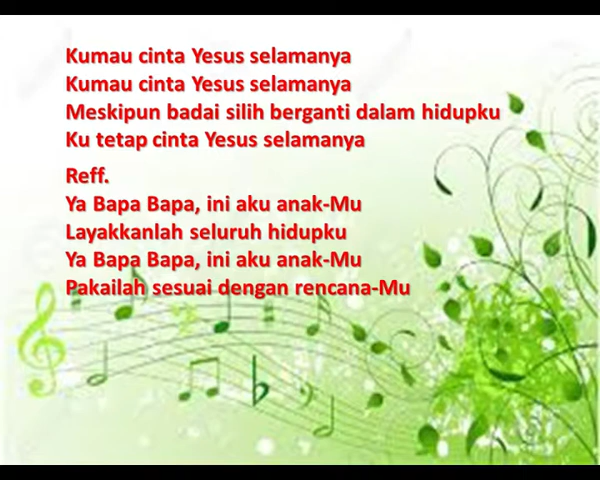 Kumau cinta Yesus selamanya
Kumau cinta Yesus selamanya
Meskipun badai silih berganti dalam hidupku
Ku tetap cinta Yesus selamanya
Reff.
Ya Bapa Bapa, ini aku anak-Mu
Layakkanlah seluruh hidupku
Ya Bapa Bapa, ini aku anak-Mu
Pakailah sesuai dengan rencana-Mu